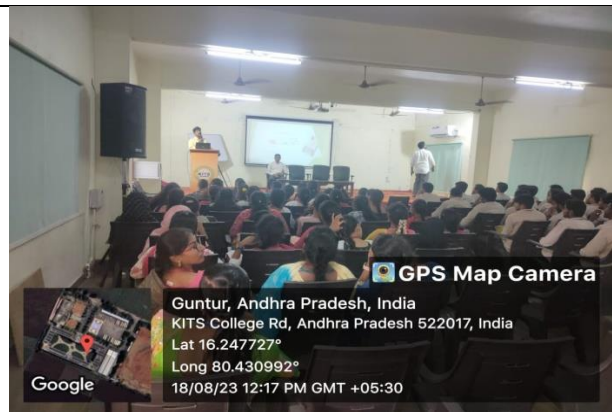 GPS Map Camera
Guntur, Andhra Pradesh, India
KITS College Rd, Andhra Pradesh 522017, India
Lat 16.247727°
Long 80.430992°
18/08/23 12:17 PM GMT +05:30
Google